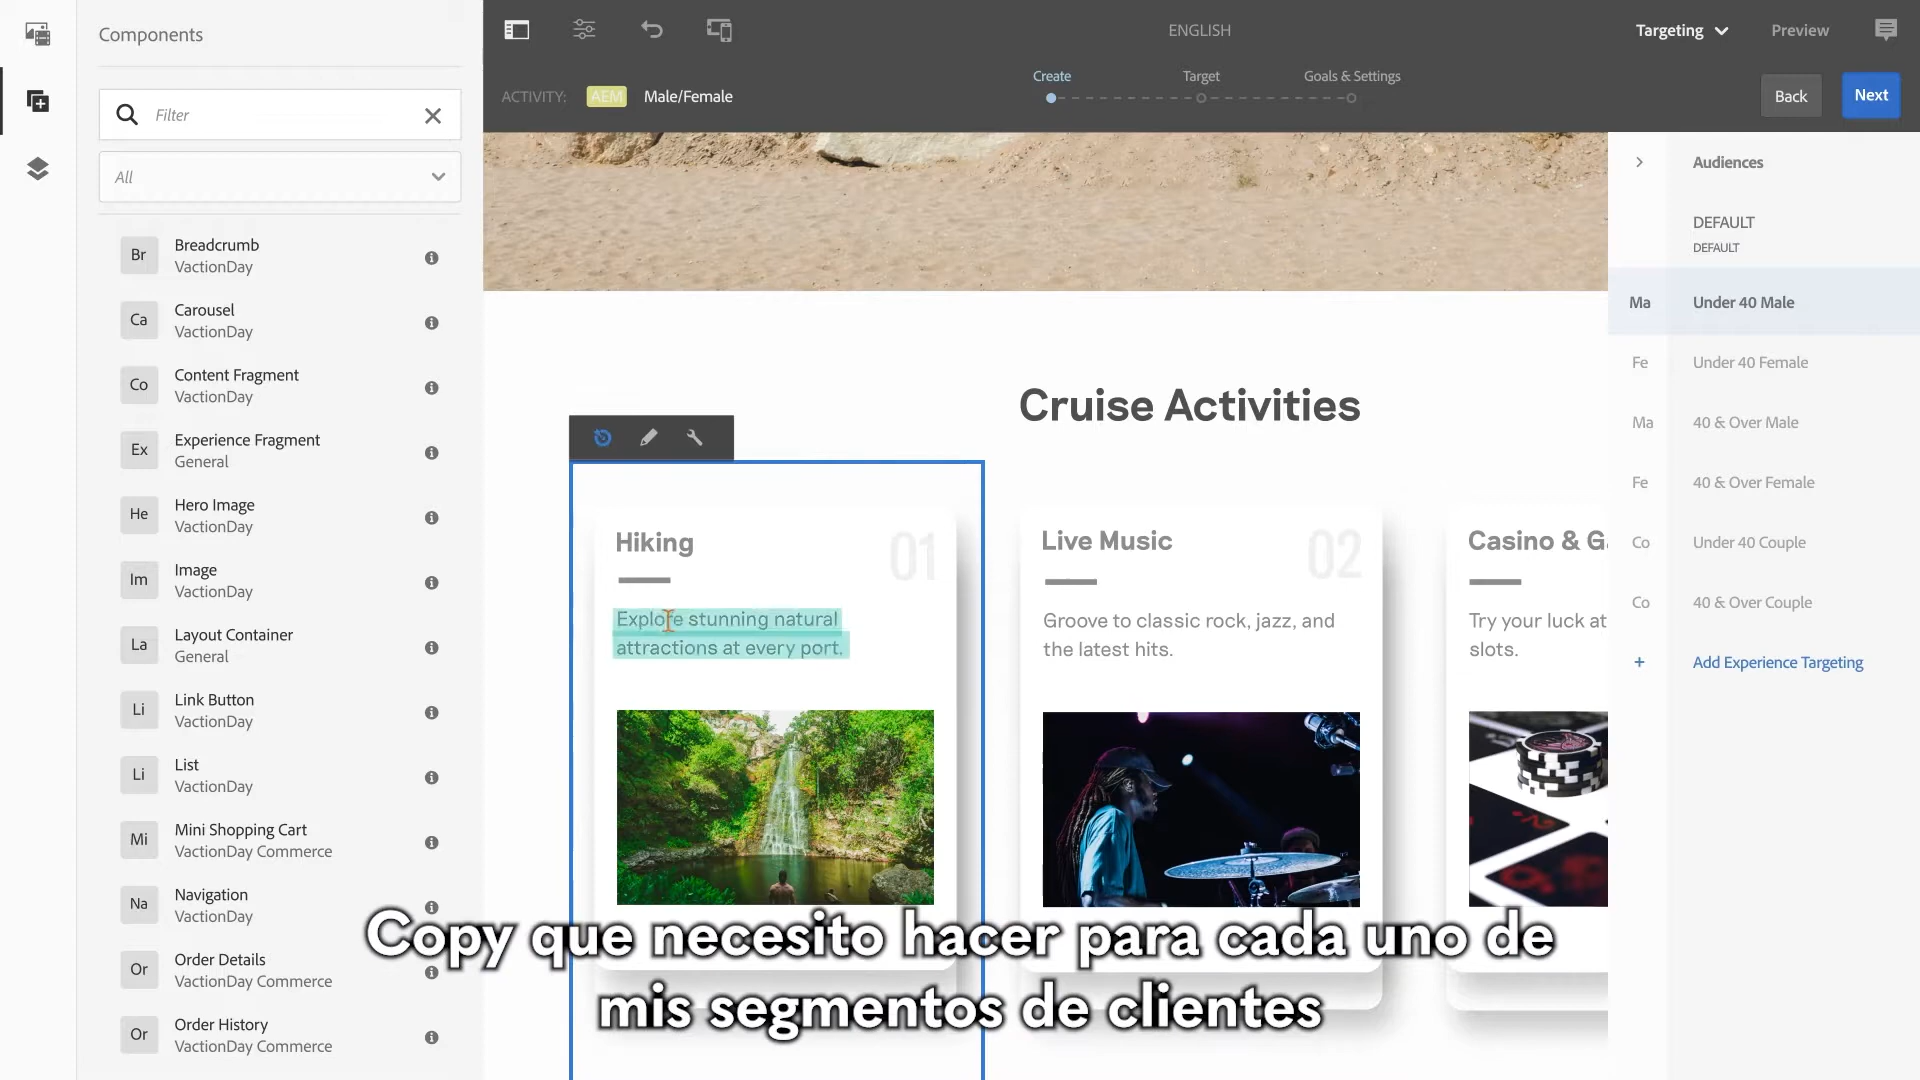 Components
Filter
All
Br
Breadcrumb
VactionDay
Ca
Carousel
VactionDay
Co
Content Fragment
VactionDay
Ex
Experience Fragment
General
He
Hero Image
VactionDay
Im
Image
VactionDay
La
Layout Container
General
Li
Link Button
VactionDay
Li
List
VactionDay
Mi
Mini Shopping Cart
VactionDay Commerce
Na
Navigation
VactionDay
Or
Order Details
VactionDay Commerce
Or
Order History
VactionDay Commerce
ENGLISH
Targeting
Preview
ACTIVITY:
AEM
Male/Female
Create
Target
Goals & Settings
Back
Next
Cruise Activities
Hiking
01
Explore stunning natural
attractions at every port.
Live Music
02
Groove to classic rock, jazz, and
the latest hits.
Casino & G
Try your luck at
slots.
Audiences
DEFAULT
DEFAULT
Ma
Under 40 Male
Fe
Under 40 Female
Ma
40 & Over Male
Fe
40 & Over Female
Co
Under 40 Couple
Co
40 & Over Couple
+
Add Experience Targeting
Copy que necesito hacer para cada uno de
mis segmentos de clientes